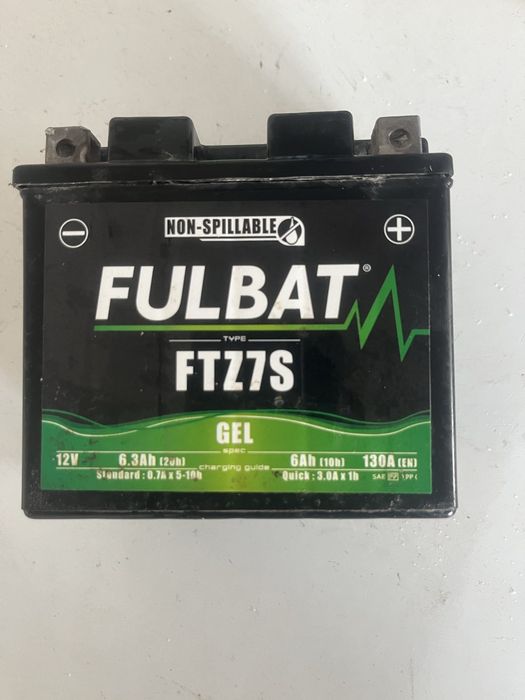 NON-SPILLABLE
FULBAT®
TYPE
FTZ7S
GEL
spec
12V 6.3Ah (20h) 6Ah (10h) 130A (EN)
charging guide
Standard : 0.7A x 5-10h Quick : 3.0A x 1h SAE